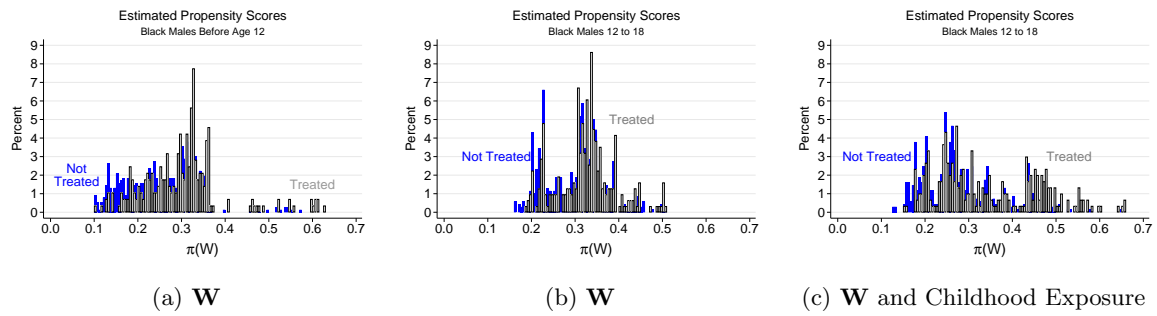 Estimated Propensity Scores
Black Males Before Age 12
Percent
9
8
7
6
5
4
3
2
1
0
Not
Treated
Treated
0.0 0.1 0.2 0.3 0.4 0.5 0.6 0.7
π(W)
(a) W
Estimated Propensity Scores
Black Males 12 to 18
Percent
9
8
7
6
5
4
3
2
1
0
Treated
Not Treated
0.0 0.1 0.2 0.3 0.4 0.5 0.6 0.7
π(W)
(b) W
Estimated Propensity Scores
Black Males 12 to 18
Percent
9
8
7
6
5
4
3
2
1
0
Not Treated
Treated
0.0 0.1 0.2 0.3 0.4 0.5 0.6 0.7
π(W)
(c) W and Childhood Exposure